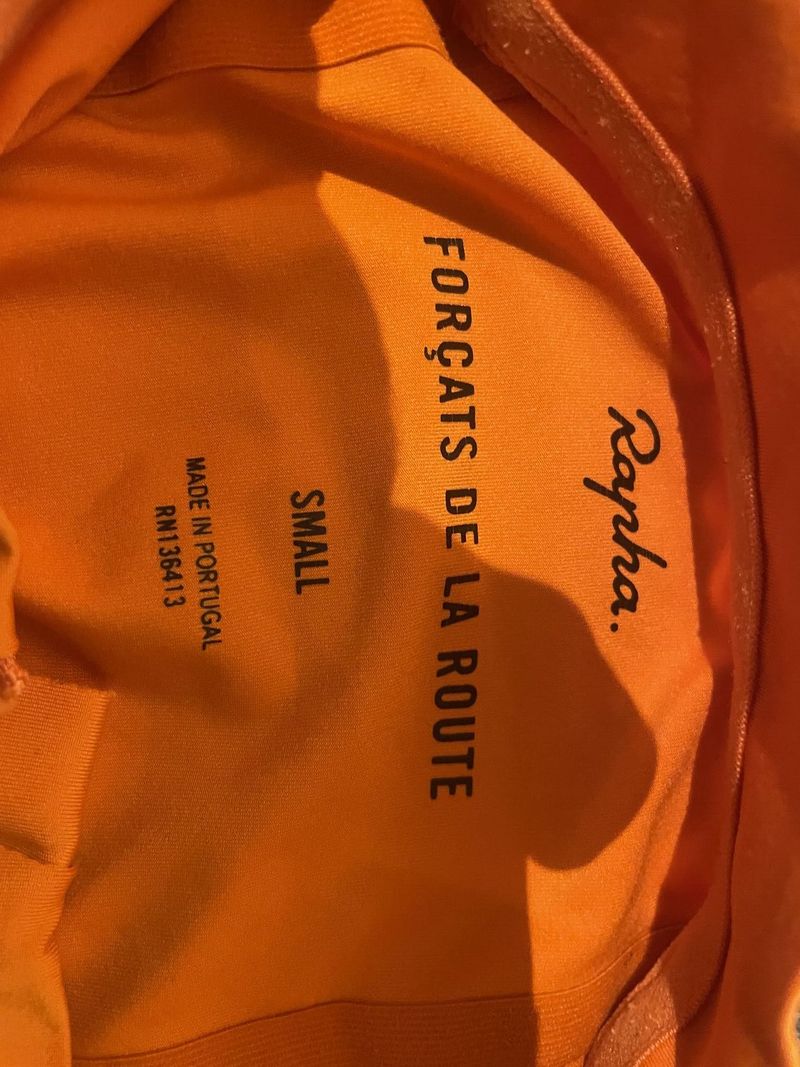 Rapha.
FORÇATS DE LA ROUTE
SMALL
MADE IN PORTUGAL
RN136413